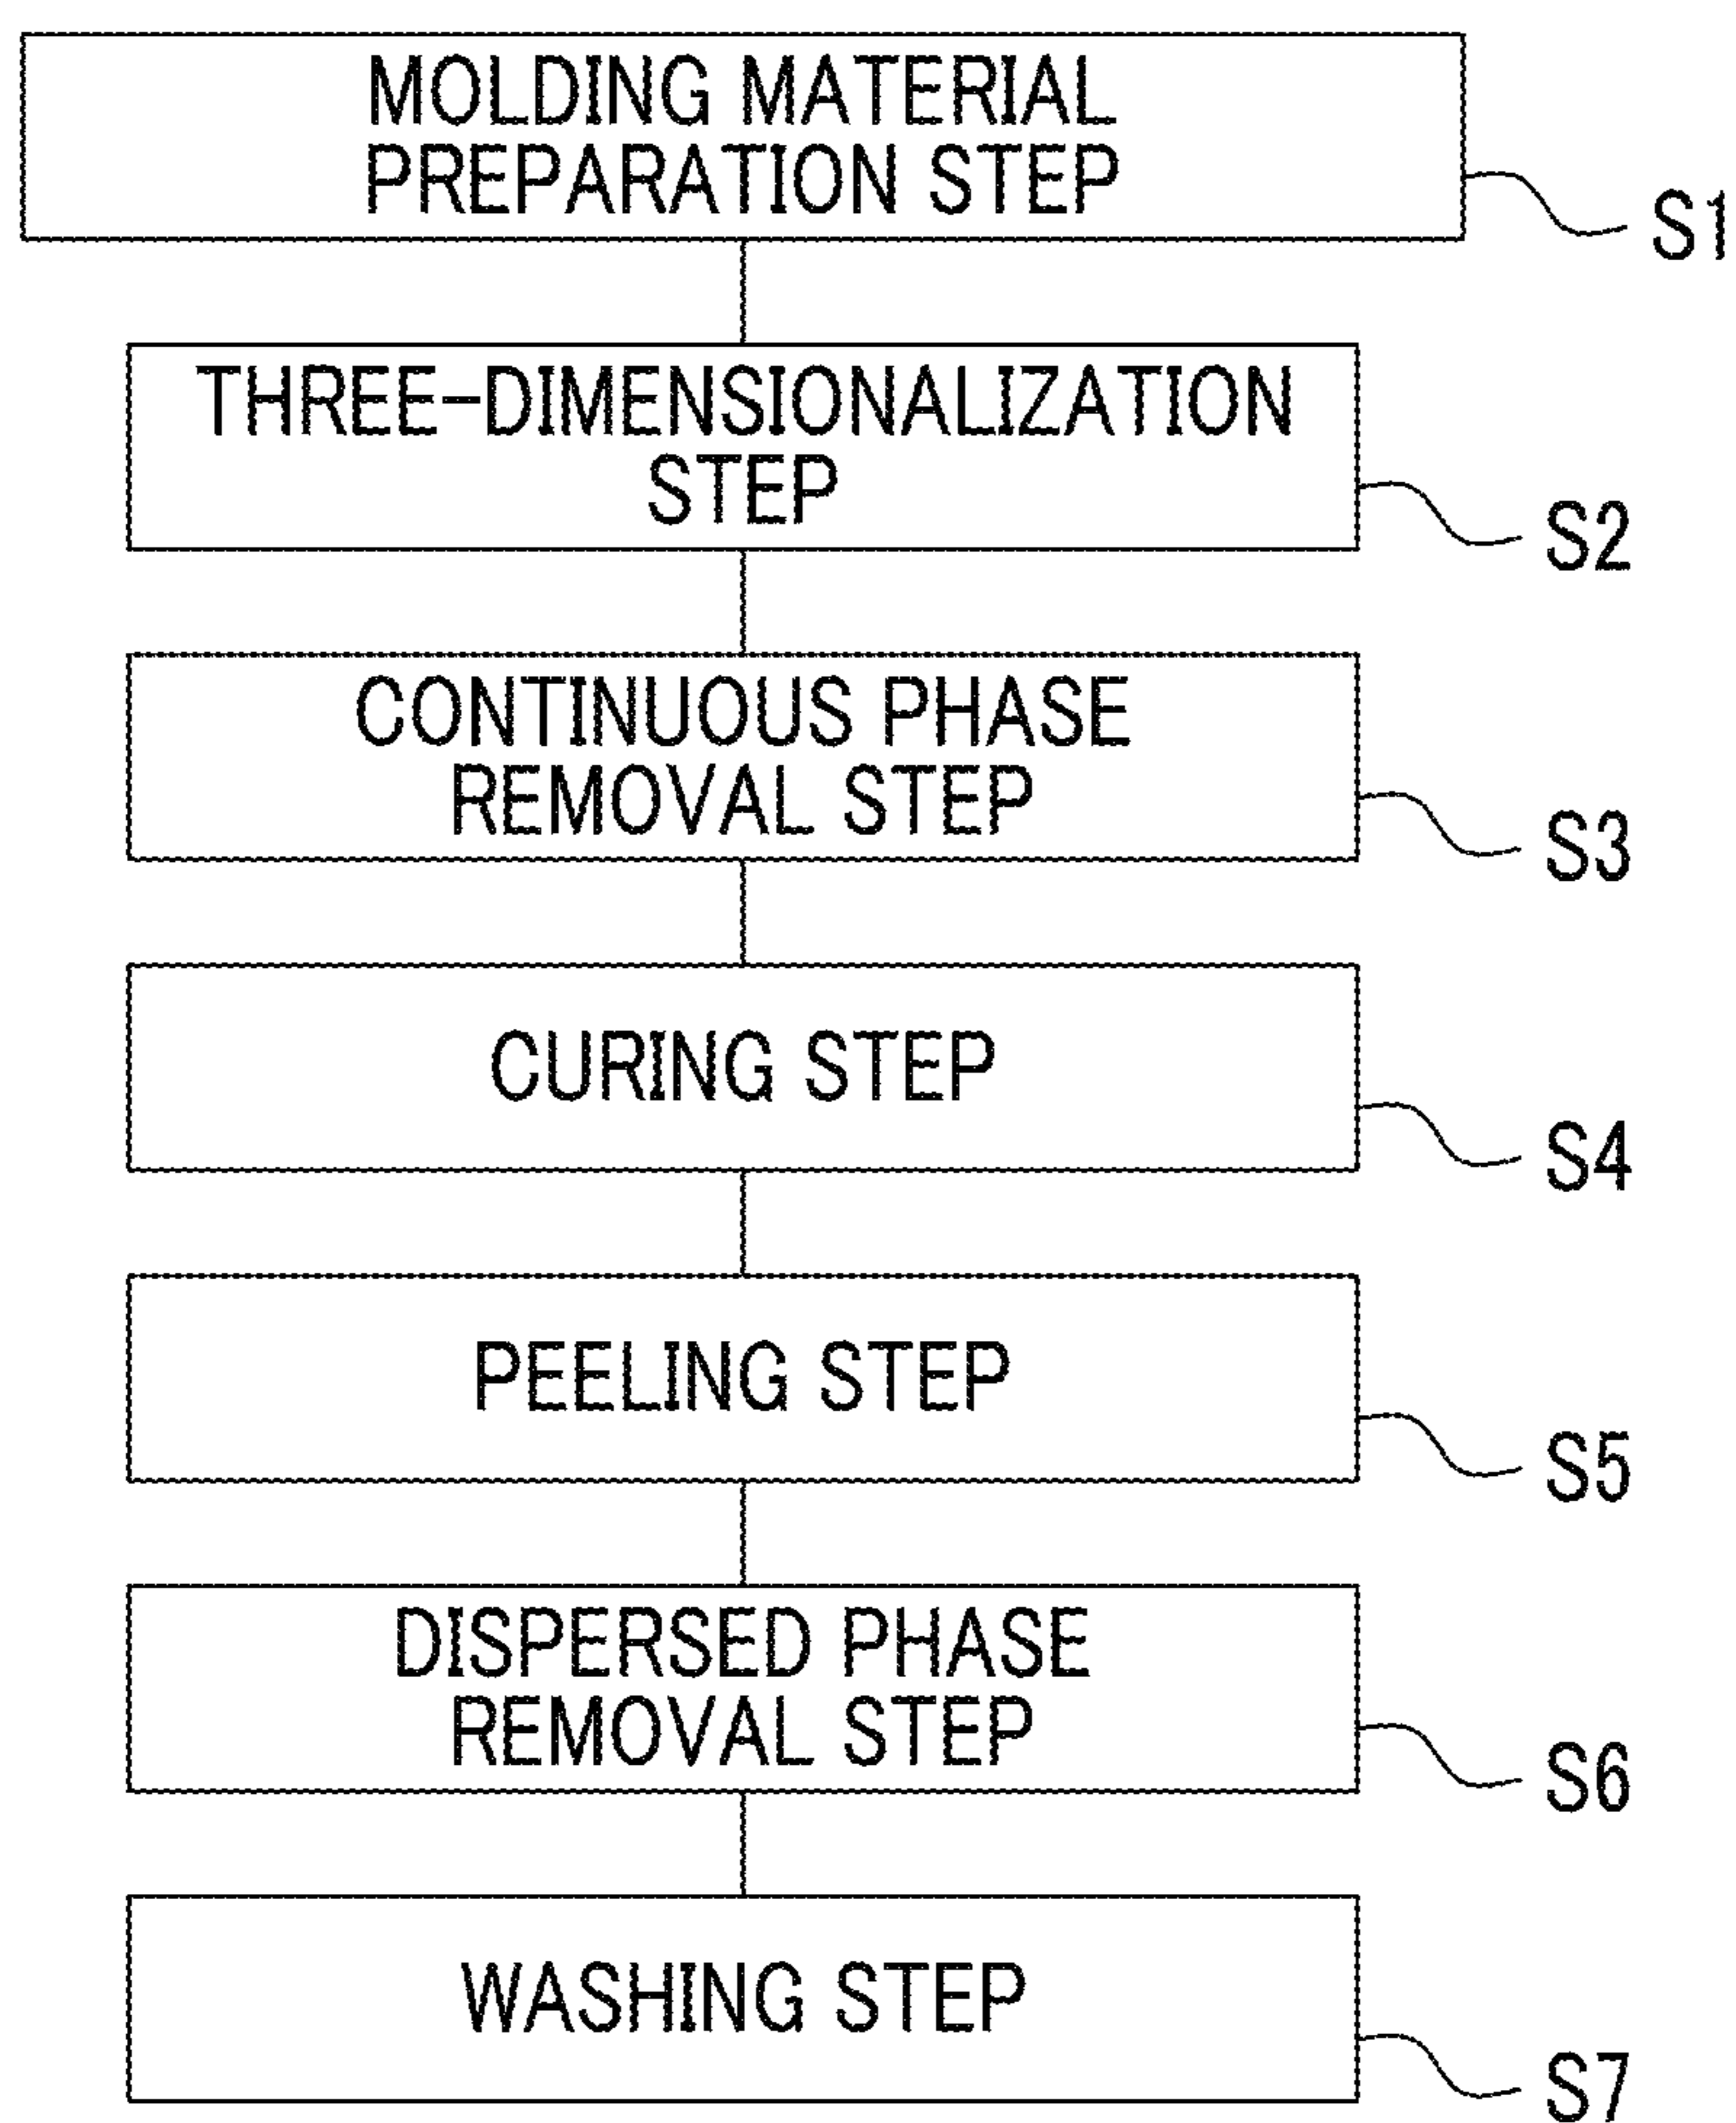 MOLDING MATERIAL
PREPARATION STEP
S1
THREE-DIMENSIONALIZATION
STEP
S2
CONTINUOUS PHASE
REMOVAL STEP
S3
CURING STEP
S4
PEELING STEP
S5
DISPERSED PHASE
REMOVAL STEP
S6
WASHING STEP
S7